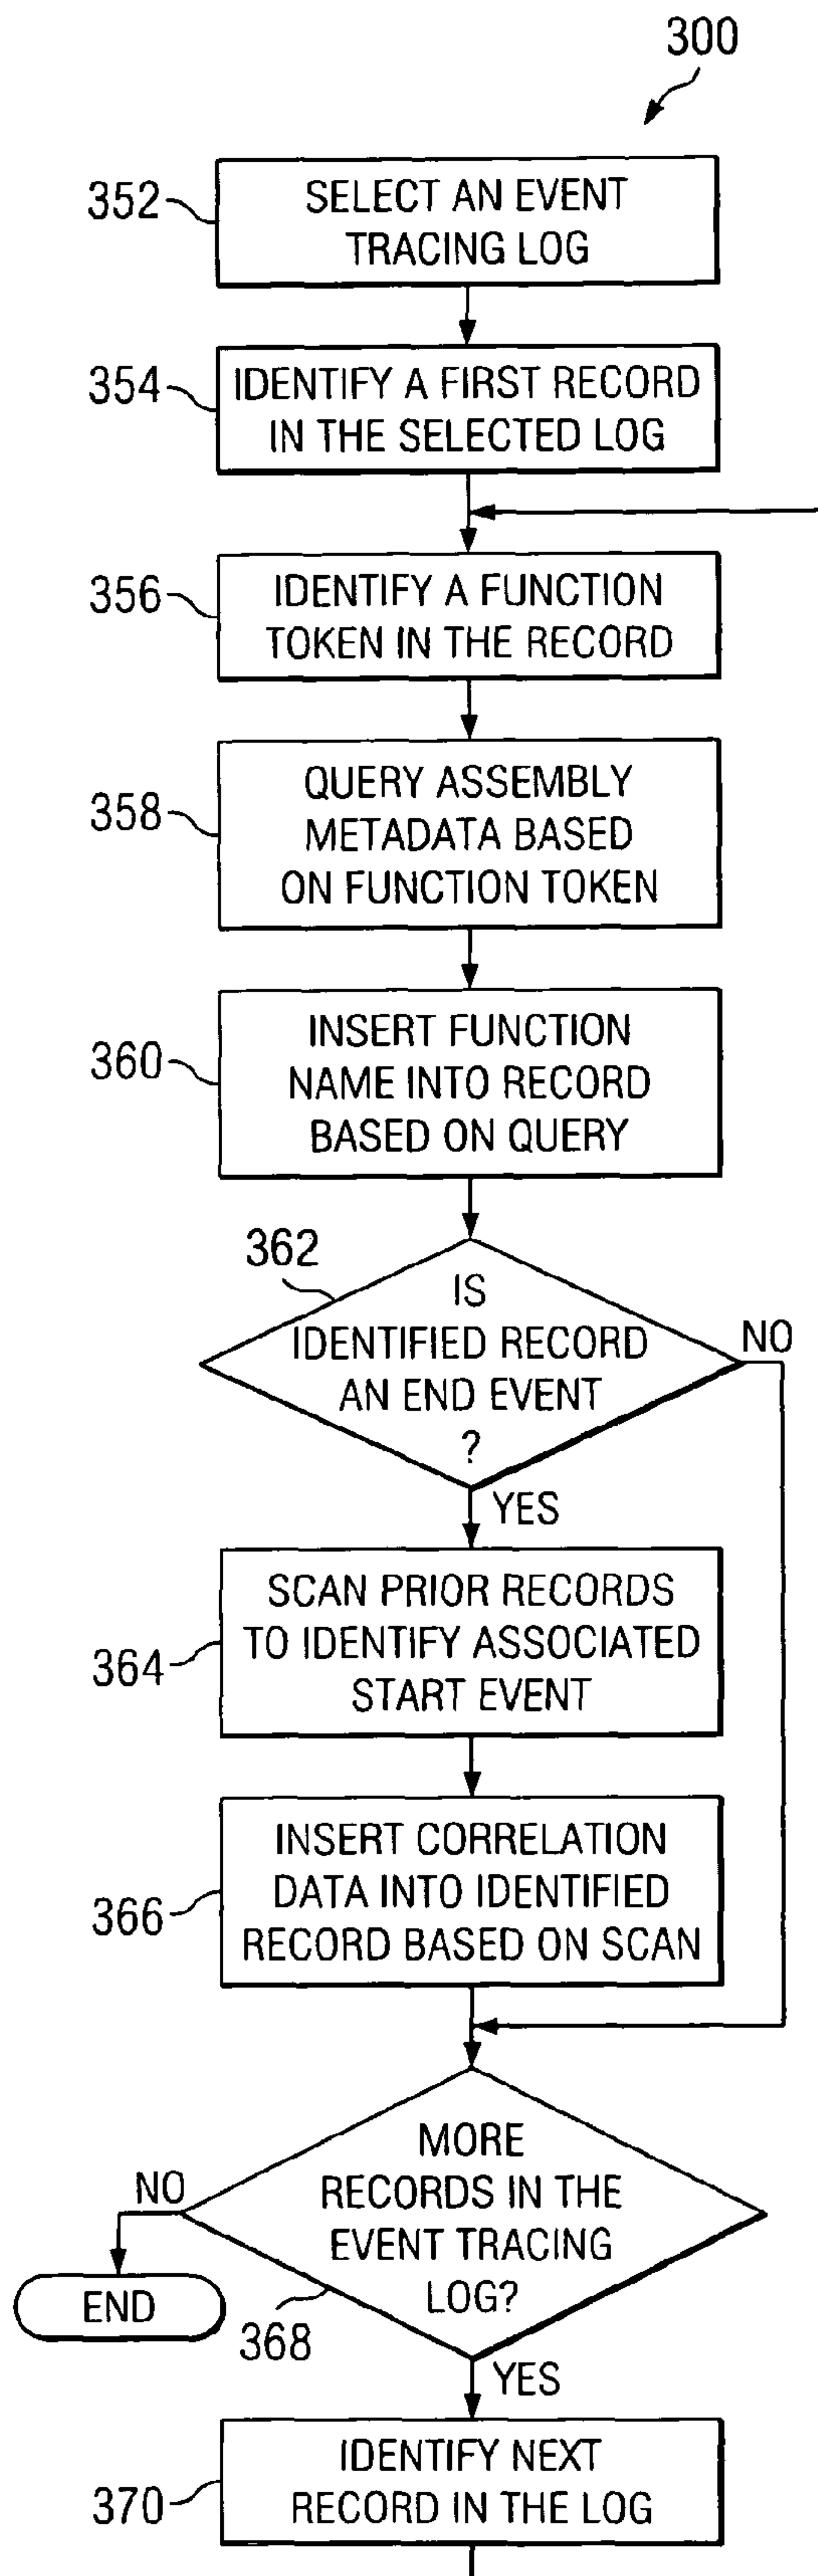 300
352
SELECT AN EVENT
TRACING LOG
354
IDENTIFY A FIRST RECORD
IN THE SELECTED LOG
356
IDENTIFY A FUNCTION
TOKEN IN THE RECORD
358
QUERY ASSEMBLY
METADATA BASED
ON FUNCTION TOKEN
360
INSERT FUNCTION
NAME INTO RECORD
BASED ON QUERY
362
IS
IDENTIFIED RECORD
AN END EVENT
?
NO
YES
364
SCAN PRIOR RECORDS
TO IDENTIFY ASSOCIATED
START EVENT
366
INSERT CORRELATION
DATA INTO IDENTIFIED
RECORD BASED ON SCAN
MORE
RECORDS IN THE
EVENT TRACING
LOG?
NO
END
368
YES
370
IDENTIFY NEXT
RECORD IN THE LOG